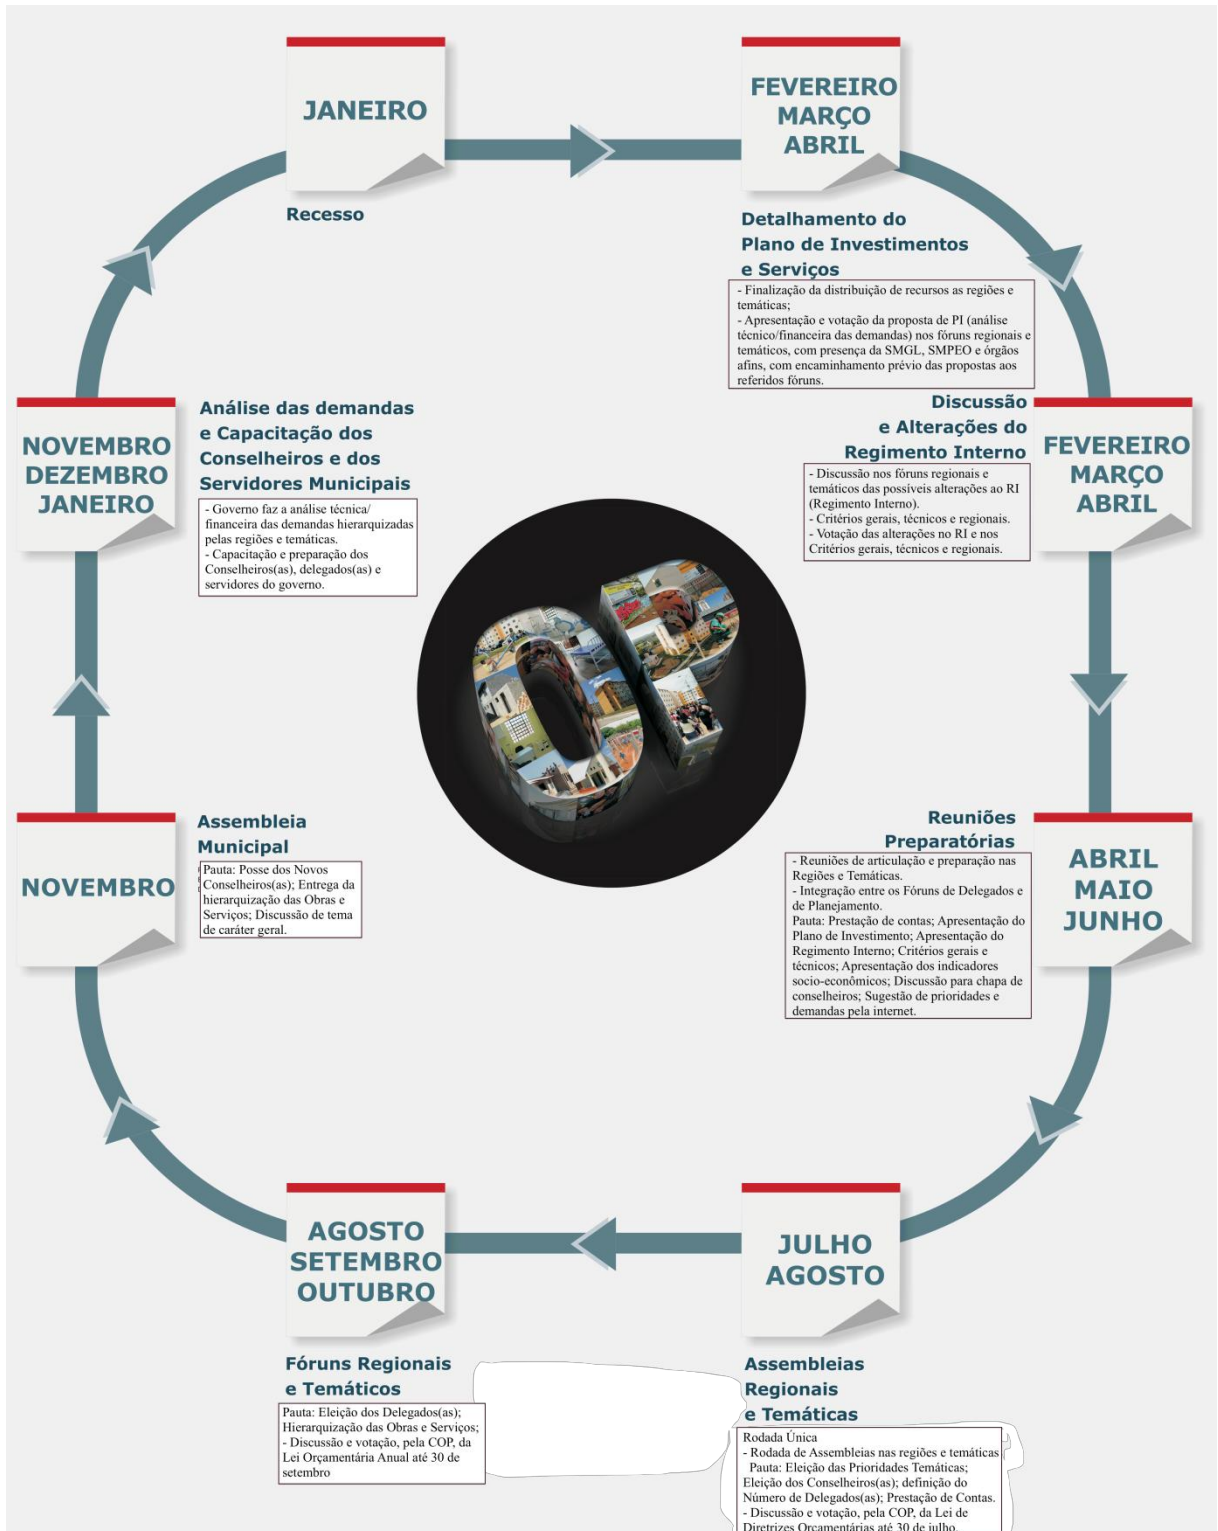 JANEIRO
Recesso
FEVEREIRO
MARÇO
ABRIL
Detalhamento do
Plano de Investimentos
e Serviços
- Finalização da distribuição de recursos as regiões e
temáticas;
- Apresentação e votação da proposta de PI (análise
técnico/financeira das demandas) nos fóruns regionais e
temáticos, com presença da SMGL, SMPEO e órgãos
afins, com encaminhamento prévio das propostas aos
referidos fóruns.
FEVEREIRO
MARÇO
ABRIL
Discussão
e Alterações do
Regimento Interno
- Discussão nos fóruns regionais e
temáticos das possíveis alterações ao RI
(Regimento Interno).
- Critérios gerais, técnicos e regionais.
- Votação das alterações no RI e nos
Critérios gerais, técnicos e regionais.
OP
ABRIL
MAIO
JUNHO
Reuniões
Preparatórias
- Reuniões de articulação e preparação nas
Regiões e Temáticas.
- Integração entre os Fóruns de Delegados e
de Planejamento.
Pauta: Prestação de contas; Apresentação do
Plano de Investimento; Apresentação do
Regimento Interno; Critérios gerais e
técnicos; Apresentação dos indicadores
socio-econômicos; Discussão para chapa de
conselheiros; Sugestão de prioridades e
demandas pela internet.
JULHO
AGOSTO
Assembleias
Regionais
e Temáticas
Rodada Única
- Rodada de Assembleias nas regiões e temáticas
Pauta: Eleição das Prioridades Temáticas;
Eleição dos Conselheiros(as); definição do
Número de Delegados(as); Prestação de Contas.
- Discussão e votação, pela COP, da Lei de
Diretrizes Orçamentárias até 30 de julho.
AGOSTO
SETEMBRO
OUTUBRO
Fóruns Regionais
e Temáticos
Pauta: Eleição dos Delegados(as);
Hierarquização das Obras e Serviços;
- Discussão e votação, pela COP, da
Lei Orçamentária Anual até 30 de
setembro
NOVEMBRO
Assembleia
Municipal
Pauta: Posse dos Novos
Conselheiros(as); Entrega da
hierarquização das Obras e
Serviços; Discussão de tema
de caráter geral.
NOVEMBRO
DEZEMBRO
JANEIRO
Análise das demandas
e Capacitação dos
Conselheiros e dos
Servidores Municipais
- Governo faz a análise técnica/
financeira das demandas hierarquizadas
pelas regiões e temáticas.
- Capacitação e preparação dos
Conselheiros(as), delegados(as) e
servidores do governo.